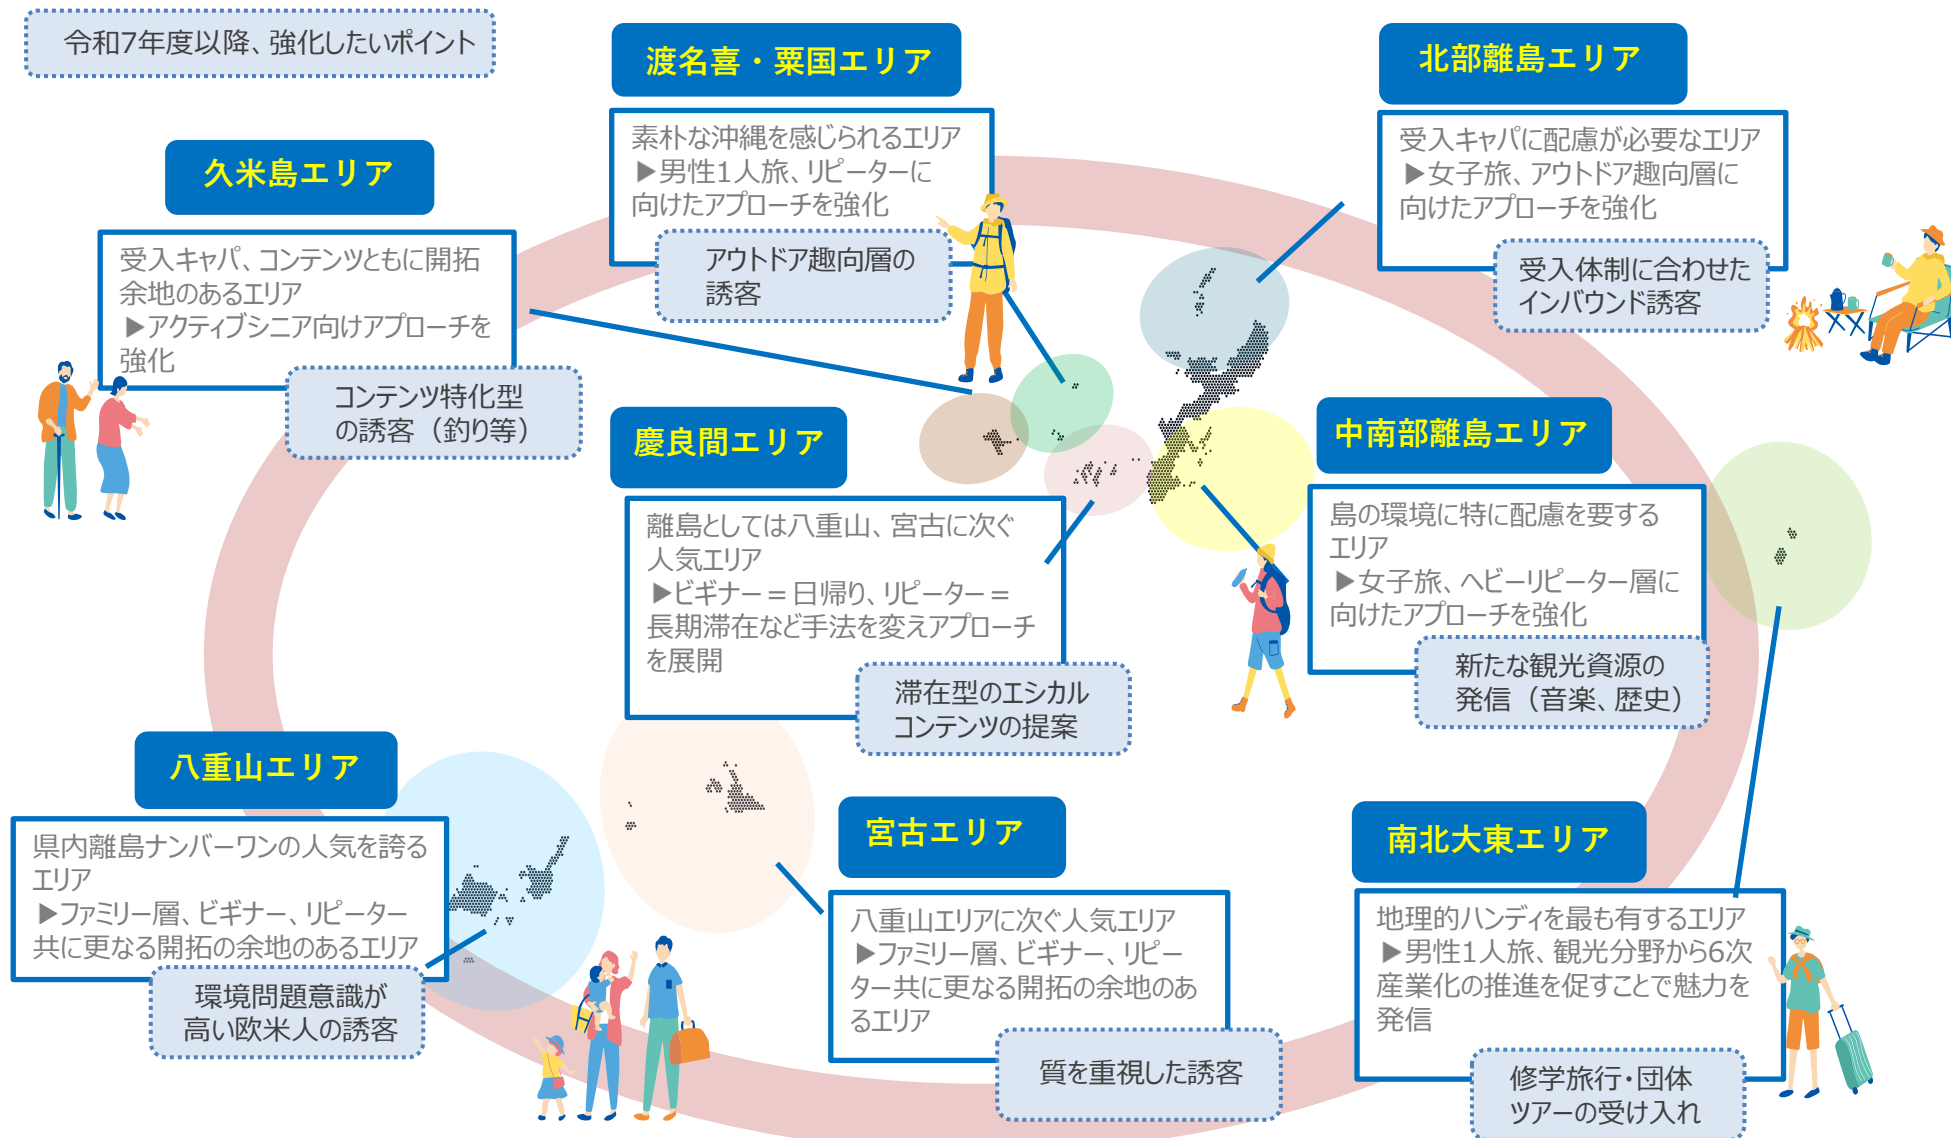 令和7年度以降、強化したいポイント
渡名喜・粟国エリア
素朴な沖縄を感じられるエリア
▶男性1人旅、リピーターに
向けたアプローチを強化
アウトドア趣向層の
誘客
北部離島エリア
受入キャパに配慮が必要なエリア
▶女子旅、アウトドア趣向層に
向けたアプローチを強化
受入体制に合わせた
インバウンド誘客
久米島エリア
受入キャパ、コンテンツともに開拓
余地のあるエリア
▶アクティブシニア向けアプローチを
強化
コンテンツ特化型
の誘客（釣り等）
慶良間エリア
離島としては八重山、宮古に次ぐ
人気エリア
▶ビギナー＝日帰り、リピーター＝
長期滞在など手法を変えアプローチ
を展開
滞在型のエシカル
コンテンツの提案
中南部離島エリア
島の環境に特に配慮を要する
エリア
▶女子旅、ヘビーリピーター層に
向けたアプローチを強化
新たな観光資源の
発信（音楽、歴史）
八重山エリア
県内離島ナンバーワンの人気を誇る
エリア
▶ファミリー層、ビギナー、リピーター
共に更なる開拓の余地のあるエリア
環境問題意識が
高い欧米人の誘客
宮古エリア
八重山エリアに次ぐ人気エリア
▶ファミリー層、ビギナー、リピー
ター共に更なる開拓の余地のあ
るエリア
質を重視した誘客
南北大東エリア
地理的ハンディを最も有するエリア
▶男性1人旅、観光分野から6次
産業化の推進を促すことで魅力を
発信
修学旅行・団体
ツアーの受け入れ